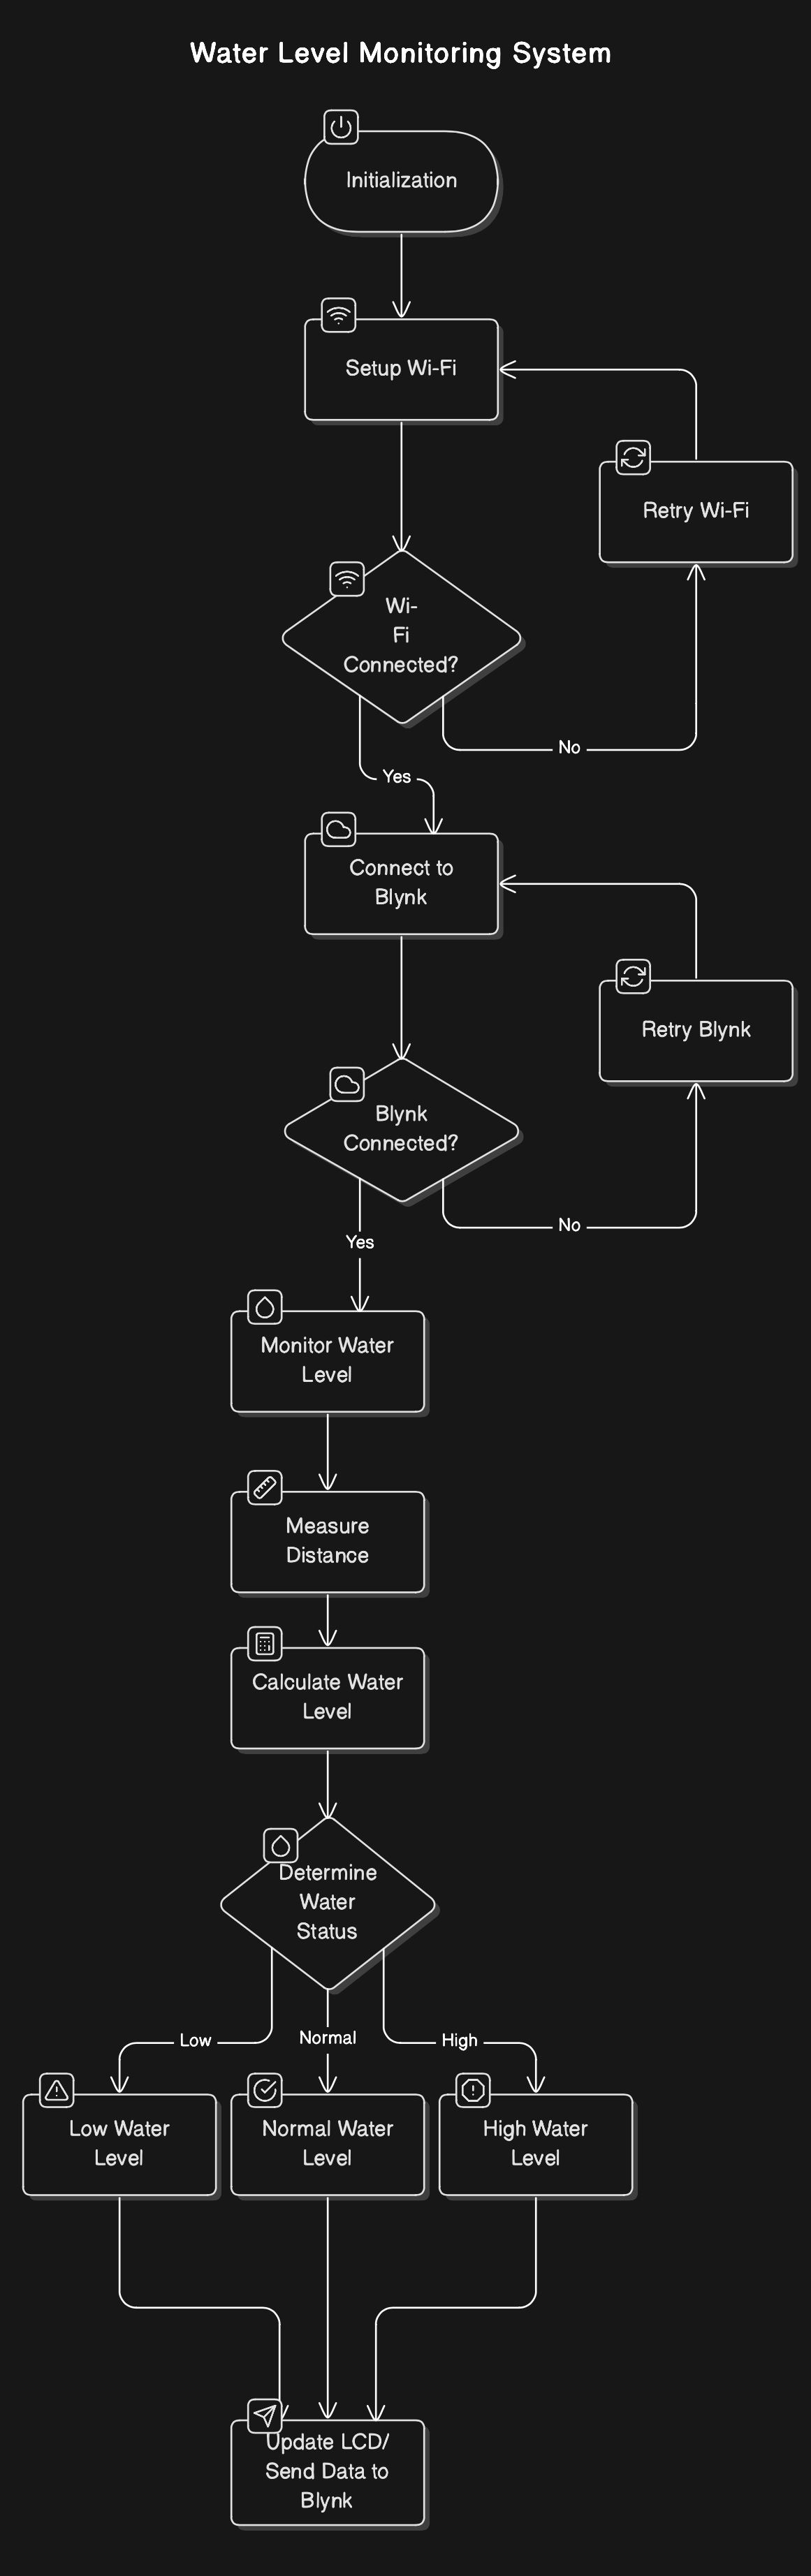 Water Level Monitoring System
Initialization
Setup Wi-Fi
Retry Wi-Fi
Wi-
Fi
Connected?
No
Yes
Connect to
Blynk
Retry Blynk
Blynk
Connected?
No
Yes
Monitor Water
Level
Measure
Distance
Calculate Water
Level
Determine
Water
Status
Low
Normal
High
Low Water
Level
Normal Water
Level
High Water
Level
Update LCD/
Send Data to
Blynk